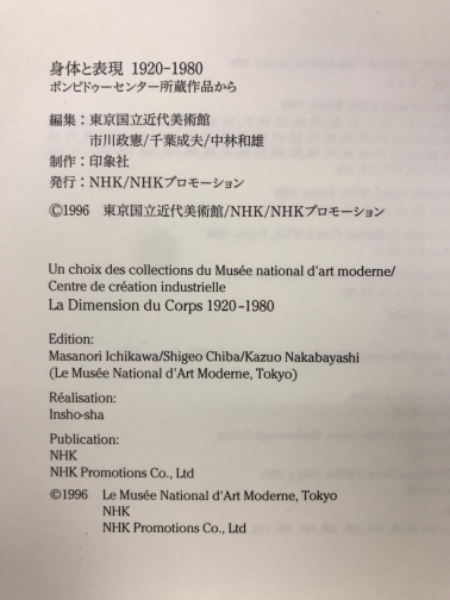 身体と表現 1920-1980
ポンピドゥーセンター所蔵作品から
編集：東京国立近代美術館
市川政憲/千葉成夫/中林和雄
制作：印象社
発行：NHK/NHKプロモーション
©1996 東京国立近代美術館/NHK/NHKプロモーション
Un choix des collections du Musée national d'art moderne/
Centre de création industrielle
La Dimension du Corps 1920-1980
Edition:
Masanori Ichikawa/Shigeo Chiba/Kazuo Nakabayashi
(Le Musée National d'Art Moderne, Tokyo)
Réalisation:
Insho-sha
Publication:
NHK
NHK Promotions Co., Ltd
©1996 Le Musée National d'Art Moderne, Tokyo
NHK
NHK Promotions Co., Ltd